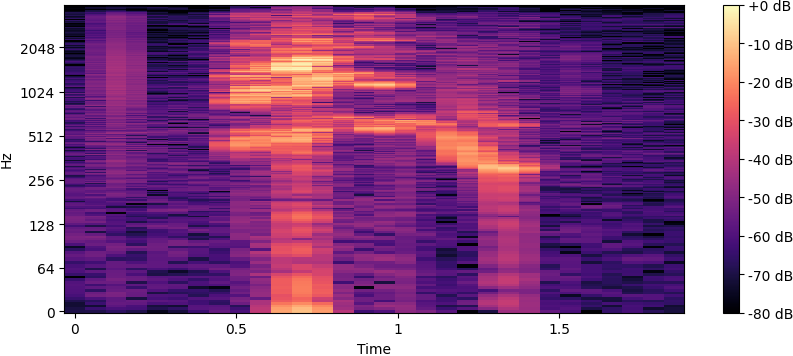 +0 dB
2048
-10 dB
1024
-20 dB
512
-30 dB
Hz
256
-40 dB
128
-50 dB
64
-60 dB
0
-70 dB
-80 dB
0 0.5 1 1.5
Time